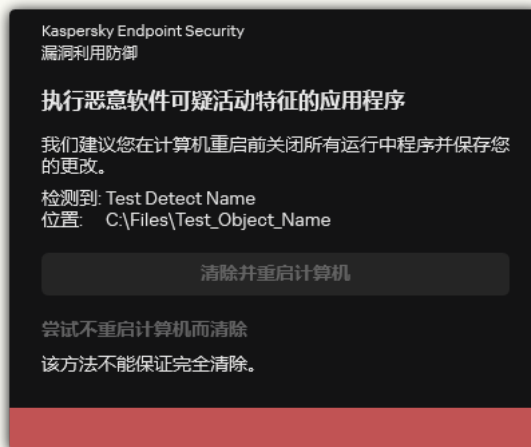 Kaspersky Endpoint Security
漏洞利用防御
执行恶意软件可疑活动特征的应用程序
我们建议您在计算机重启前关闭所有运行中程序并保存您
的更改。
检测到: Test Detect Name
位置: C:\Files\Test_Object_Name
清除并重启计算机
尝试不重启计算机而清除
该方法不能保证完全清除。